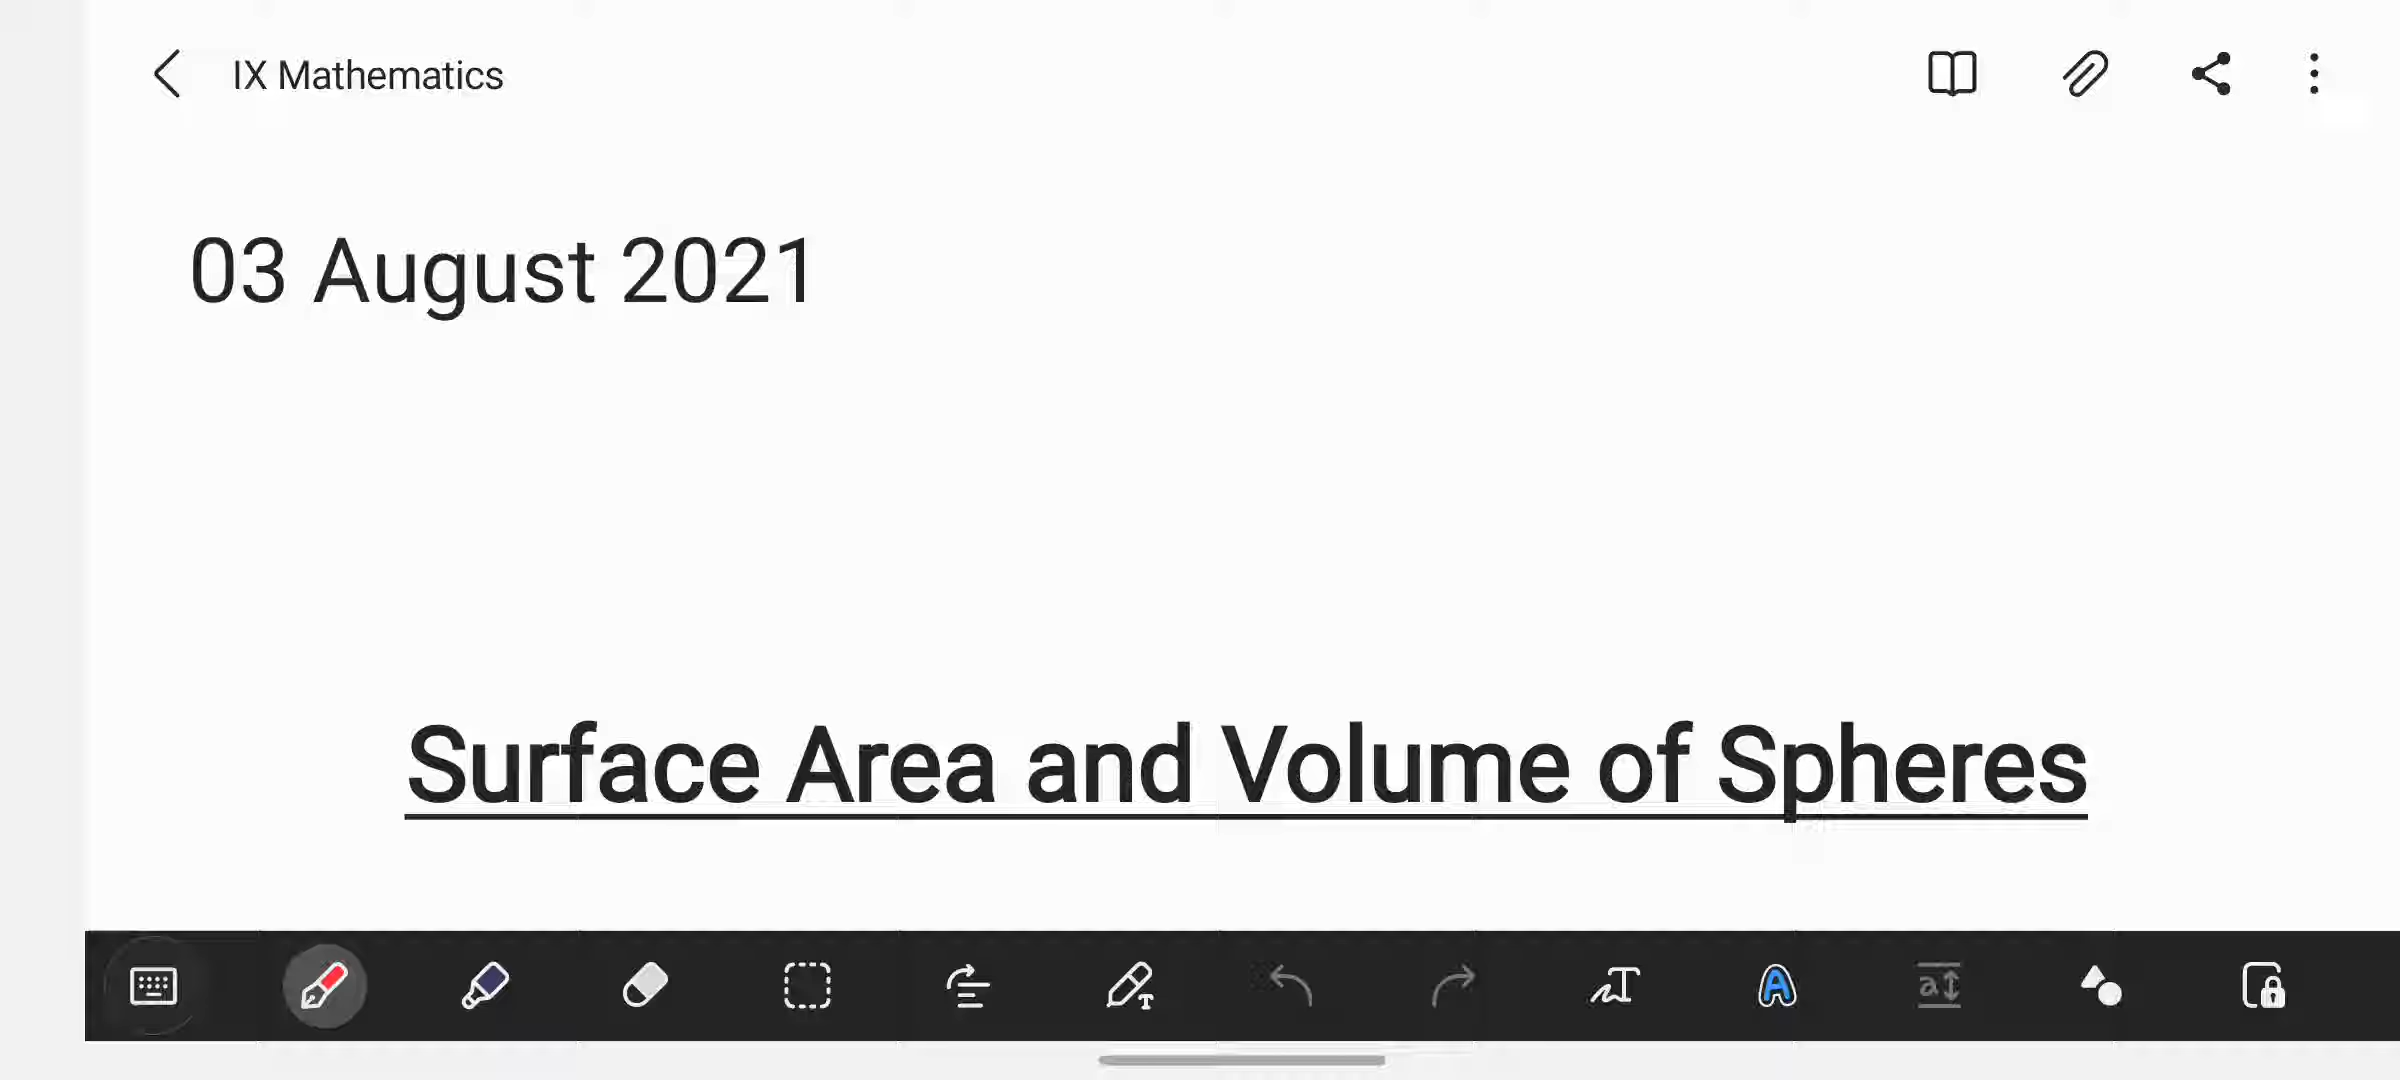 IX Mathematics
03 August 2021
Surface Area and Volume of Spheres